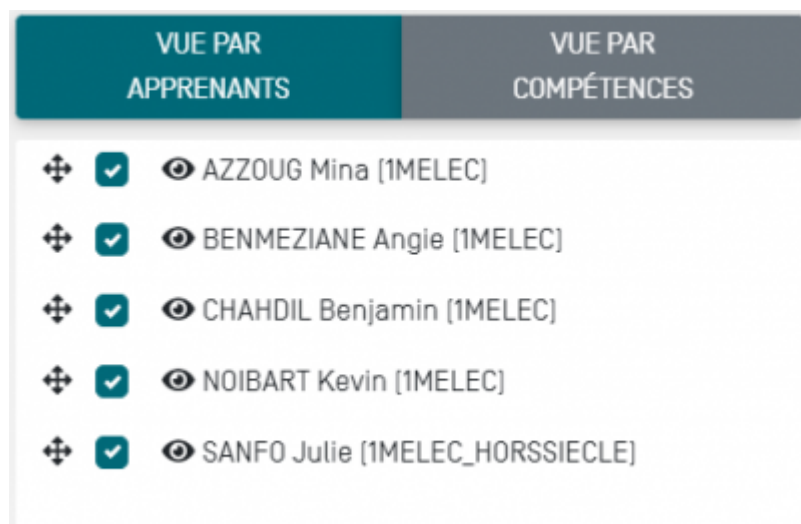 VUE PAR
APPRENANTS
VUE PAR
COMPÉTENCES
AZZOUG Mina [1MELEC]
BENMEZIANE Angie [1MELEC]
CHAHDIL Benjamin [1MELEC]
NOIBART Kevin [1MELEC]
SANFO Julie [1MELEC_HORSSIECLE]